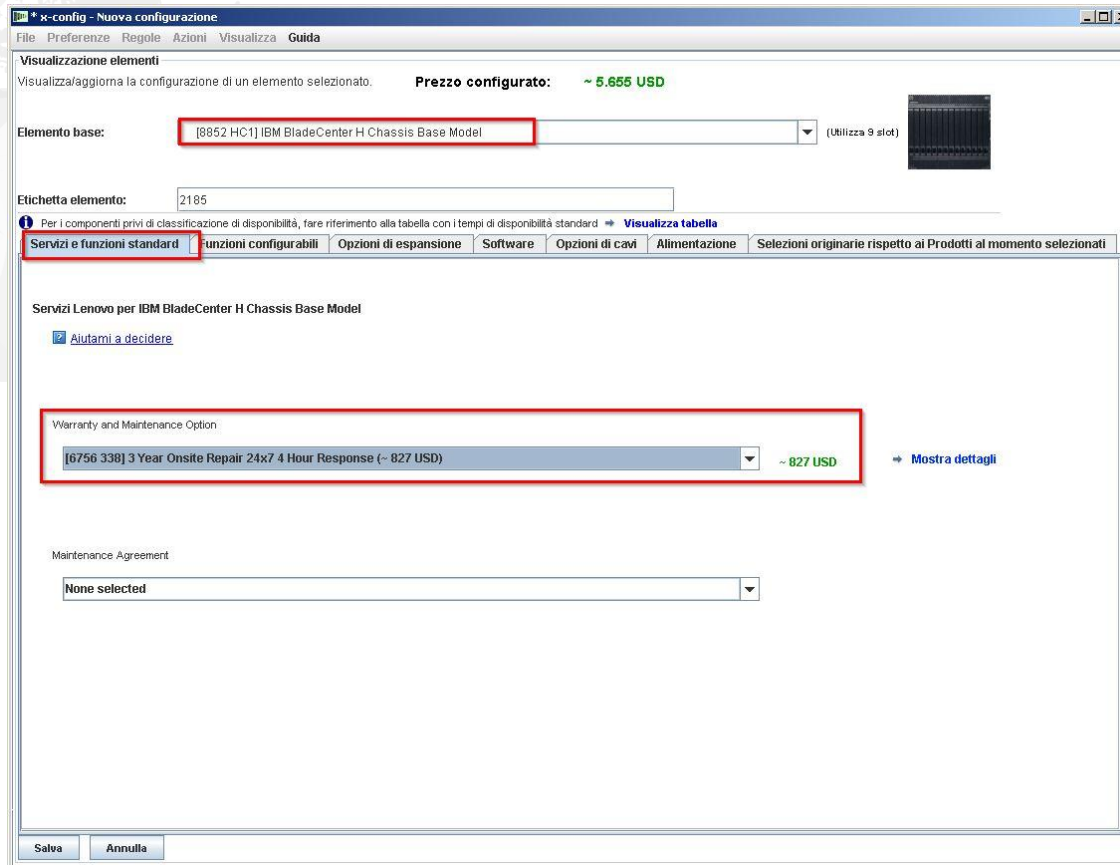 * x-config - Nuova configurazione
File Preferenze Regole Azioni Visualizza Guida
Visualizzazione elementi
Visualizza/aggiorna la configurazione di un elemento selezionato. Prezzo configurato: ~ 5.655 USD
Elemento base: [8852 HC1] IBM BladeCenter H Chassis Base Model (Utilizza 9 slot)
Etichetta elemento: 2185
Per i componenti privi di classificazione di disponibilità, fare riferimento alla tabella con i tempi di disponibilità standard Visualizza tabella
Servizi e funzioni standard Funzioni configurabili Opzioni di espansione Software Opzioni di cavi Alimentazione Selezioni originarie rispetto ai Prodotti al momento selezionati
Servizi Lenovo per IBM BladeCenter H Chassis Base Model
? Aiutami a decidere
Warranty and Maintenance Option
[6756 338] 3 Year Onsite Repair 24x7 4 Hour Response (~ 827 USD) ~ 827 USD Mostra dettagli
Maintenance Agreement
None selected
Salva Annulla